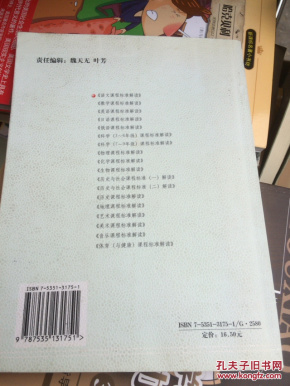 责任编辑：魏天无 叶芳
《语文课程标准解读》
《数学课程标准解读》
《英语课程标准解读》
《日语课程标准解读》
《俄语课程标准解读》
《科学（3—6年级）课程标准解读》
《科学（7—9年级）课程标准解读》
《物理课程标准解读》
《化学课程标准解读》
《生物课程标准解读》
《历史与社会课程标准（一）解读》
《历史与社会课程标准（二）解读》
《历史课程标准解读》
《地理课程标准解读》
《艺术课程标准解读》
《美术课程标准解读》
《音乐课程标准解读》
《体育（与健康）课程标准解读》
ISBN 7-5351-3175-1
9 787535 131751
ISBN 7-5351-3175-1/G·2580
定价：10.50元
孔夫子旧书网